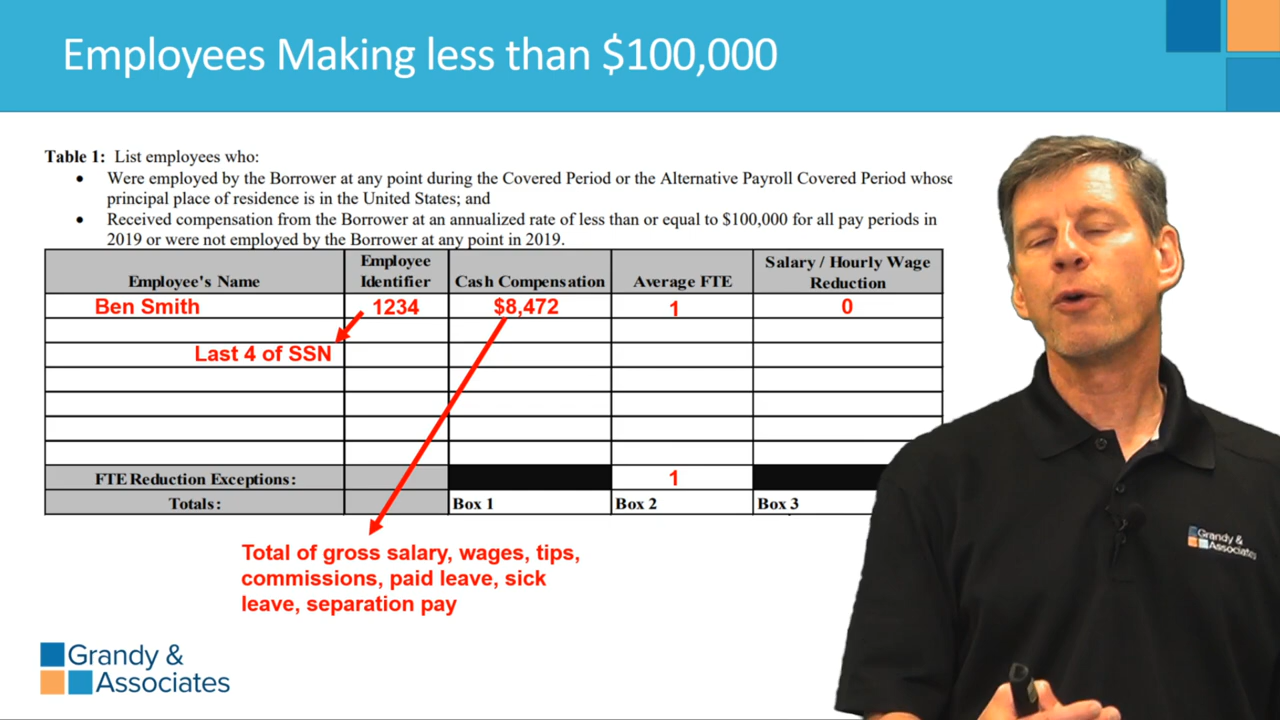 Employees Making less than $100,000
Table 1: List employees who:
• Were employed by the Borrower at any point during the Covered Period or the Alternative Payroll Covered Period whose
principal place of residence is in the United States; and
• Received compensation from the Borrower at an annualized rate of less than or equal to $100,000 for all pay periods in
2019 or were not employed by the Borrower at any point in 2019.
Employee's Name
Employee
Identifier
Cash Compensation
Average FTE
Salary / Hourly Wage
Reduction
Ben Smith
1234
$8,472
1
0
Last 4 of SSN
FTE Reduction Exceptions:
1
Totals:
Box 1
Box 2
Box 3
Total of gross salary, wages, tips,
commissions, paid leave, sick
leave, separation pay
Grandy &
Associates
Grandy &
Associates